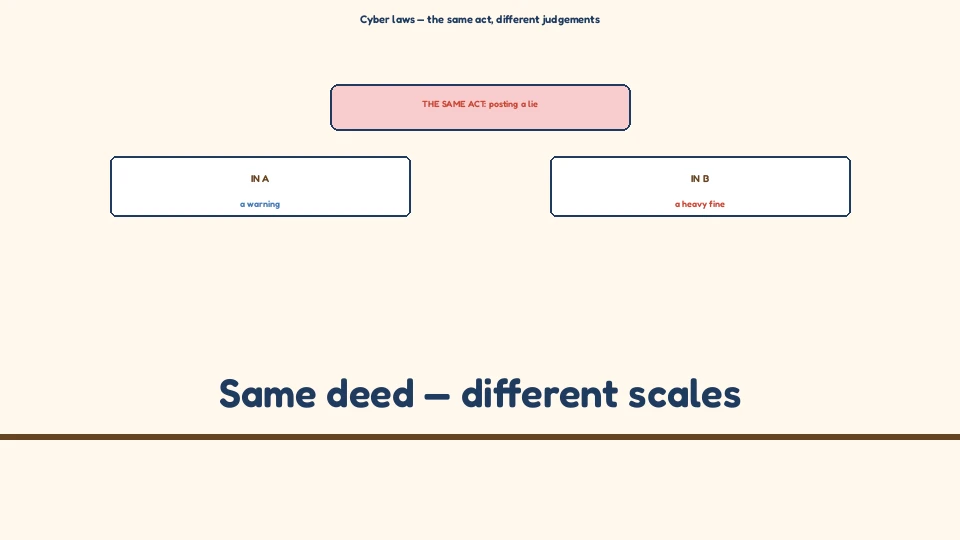 Cyber laws — the same act, different judgements
THE SAME ACT: posting a lie
IN A
a warning
IN B
a heavy fine
Same deed — different scales